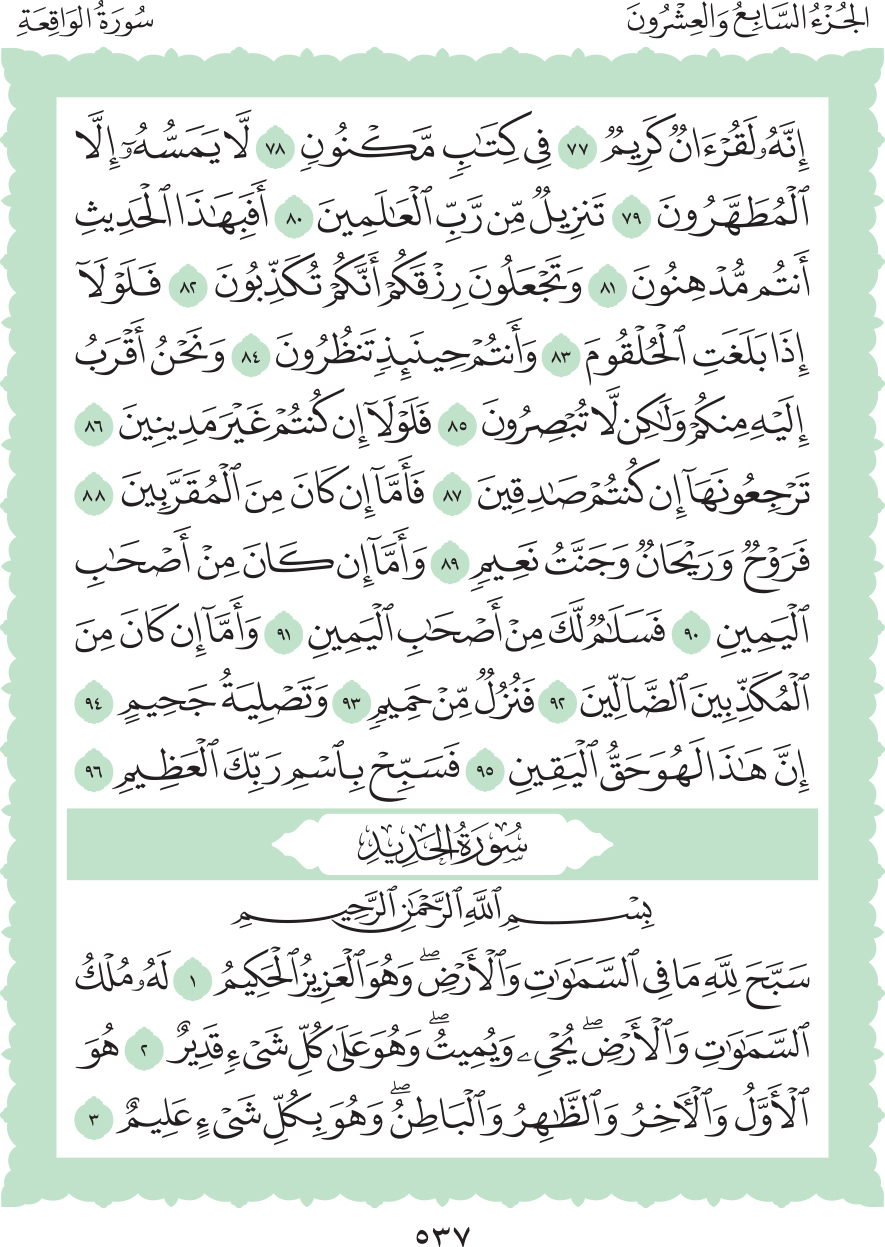 الجُزْءُ السَّابِعُ وَالعِشْرُونَ
سُورَةُ الوَاقِعَةِ
إِنَّهُۥ لَقُرْءَانٌ كَرِيمٌ ٧٧ فِى كِتَٰبٍ مَّكْنُونٍ ٧٨ لَّا يَمَسُّهُۥٓ إِلَّا
ٱلْمُطَهَّرُونَ ٧٩ تَنزِيلٌ مِّن رَّبِّ ٱلْعَٰلَمِينَ ٨٠ أَفَبِهَٰذَا ٱلْحَدِيثِ
أَنتُم مُّدْهِنُونَ ٨١ وَتَجْعَلُونَ رِزْقَكُمْ أَنَّكُمْ تُكَذِّبُونَ ٨٢ فَلَوْلَآ
إِذَا بَلَغَتِ ٱلْحُلْقُومَ ٨٣ وَأَنتُمْ حِينَئِذٍ تَنظُرُونَ ٨٤ وَنَحْنُ أَقْرَبُ
إِلَيْهِ مِنكُمْ وَلَٰكِن لَّا تُبْصِرُونَ ٨٥ فَلَوْلَآ إِن كُنتُمْ غَيْرَ مَدِينِينَ ٨٦
تَرْجِعُونَهَآ إِن كُنتُمْ صَٰدِقِينَ ٨٧ فَأَمَّآ إِن كَانَ مِنَ ٱلْمُقَرَّبِينَ ٨٨
فَرَوْحٌ وَرَيْحَانٌ وَجَنَّتُ نَعِيمٍ ٨٩ وَأَمَّآ إِن كَانَ مِنْ أَصْحَٰبِ
ٱلْيَمِينِ ٩٠ فَسَلَٰمٌ لَّكَ مِنْ أَصْحَٰبِ ٱلْيَمِينِ ٩١ وَأَمَّآ إِن كَانَ مِنَ
ٱلْمُكَذِّبِينَ ٱلضَّآلِّينَ ٩٢ فَنُزُلٌ مِّنْ حَمِيمٍ ٩٣ وَتَصْلِيَةُ جَحِيمٍ ٩٤
إِنَّ هَٰذَا لَهُوَ حَقُّ ٱلْيَقِينِ ٩٥ فَسَبِّحْ بِٱسْمِ رَبِّكَ ٱلْعَظِيمِ ٩٦
سُورَةُ الحَدِيدِ
بِسْمِ ٱللَّهِ ٱلرَّحْمَٰنِ ٱلرَّحِيمِ
سَبَّحَ لِلَّهِ مَا فِى ٱلسَّمَٰوَٰتِ وَٱلْأَرْضِ ۖ وَهُوَ ٱلْعَزِيزُ ٱلْحَكِيمُ ١ لَهُۥ مُلْكُ
ٱلسَّمَٰوَٰتِ وَٱلْأَرْضِ ۖ يُحْىِۦ وَيُمِيتُ ۖ وَهُوَ عَلَىٰ كُلِّ شَىْءٍ قَدِيرٌ ٢ هُوَ
ٱلْأَوَّلُ وَٱلْءَاخِرُ وَٱلظَّٰهِرُ وَٱلْبَاطِنُ ۖ وَهُوَ بِكُلِّ شَىْءٍ عَلِيمٌ ٣
٥٣٧